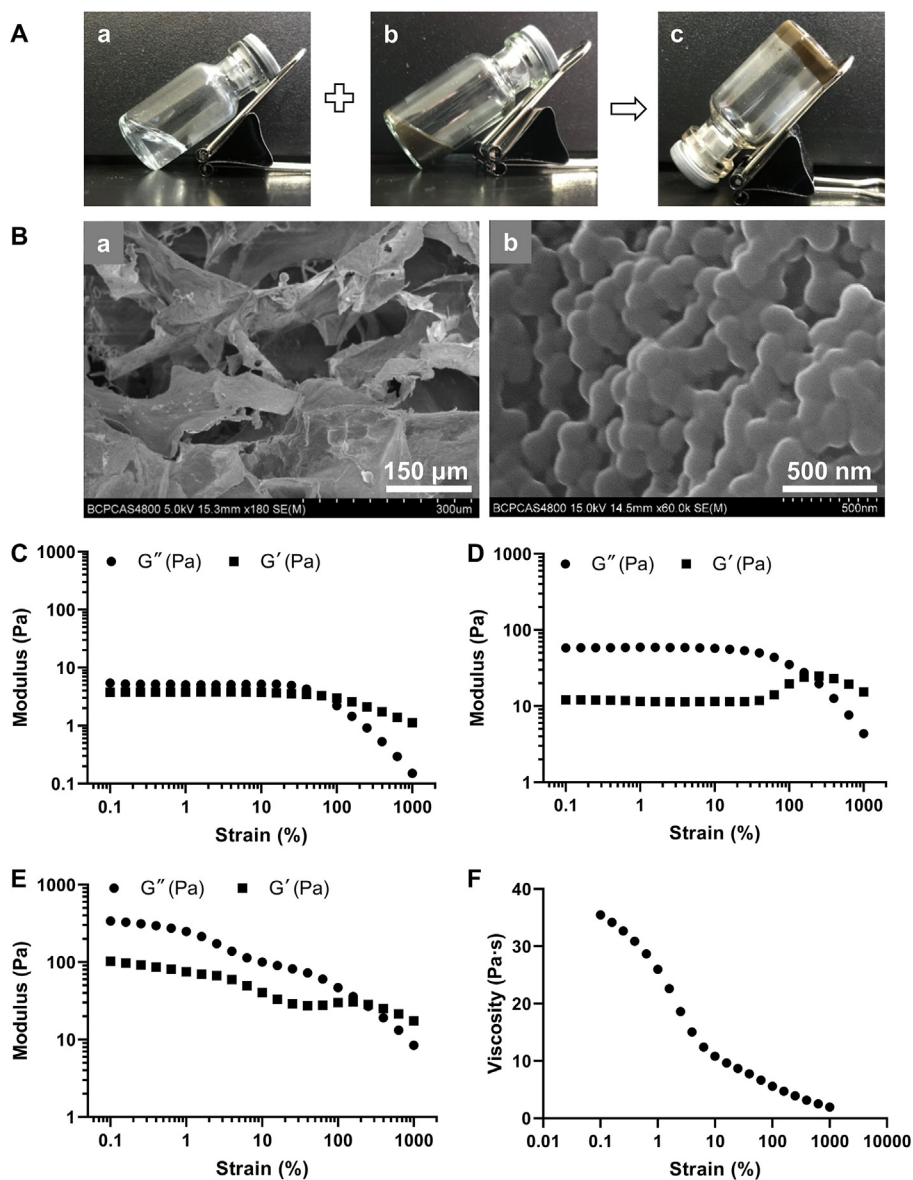 A
a
b
c
B
a
150 μm
BCPCAS4800 5.0kV 15.3mm x180 SE(M)
300um
b
500 nm
BCPCAS4800 15.0kV 14.5mm x60.0k SE(M)
500nm
C
G″ (Pa) G′ (Pa)
Modulus (Pa)
1000
100
10
1
0.1
0.1 1 10 100 1000
Strain (%)
D
G″ (Pa) G′ (Pa)
Modulus (Pa)
1000
100
10
1
0.1 1 10 100 1000
Strain (%)
E
G″ (Pa) G′ (Pa)
Modulus (Pa)
1000
100
10
1
0.1 1 10 100 1000
Strain (%)
F
Viscosity (Pa·s)
40
30
20
10
0
0.01 0.1 1 10 100 1000 10000
Strain (%)